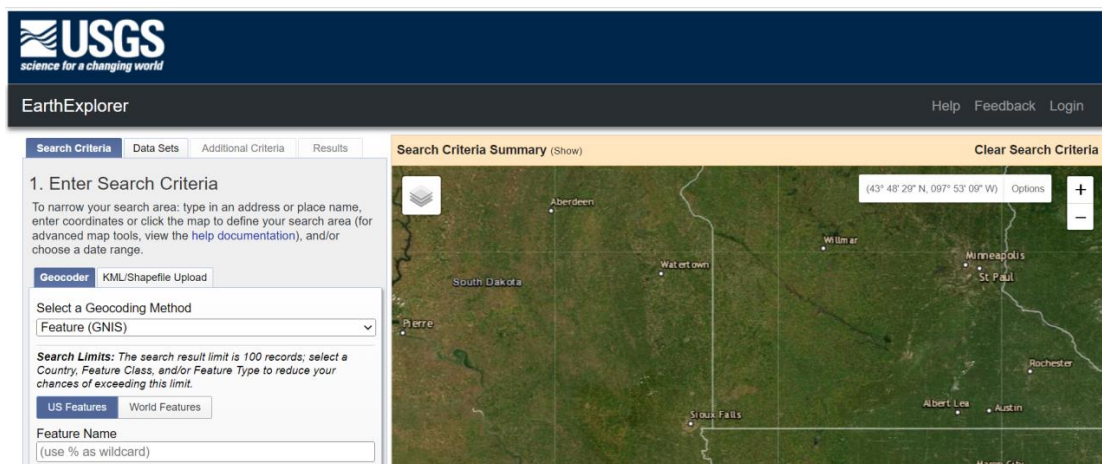 USGS
science for a changing world
EarthExplorer
Help Feedback Login
Search Criteria Data Sets Additional Criteria Results
Search Criteria Summary (Show)
Clear Search Criteria
1. Enter Search Criteria
To narrow your search area: type in an address or place name,
enter coordinates or click the map to define your search area (for
advanced map tools, view the help documentation), and/or
choose a date range.
Geocoder KML/Shapefile Upload
Select a Geocoding Method
Feature (GNIS)
Search Limits: The search result limit is 100 records; select a
Country, Feature Class, and/or Feature Type to reduce your
chances of exceeding this limit.
US Features World Features
Feature Name
(use % as wildcard)
(43° 48' 29" N, 097° 53' 09" W) Options
+
−
Aberdeen
Willmar
Minneapolis
St Paul
Watertown
South Dakota
Pierre
Rochester
Albert Lea
Austin
Sioux Falls